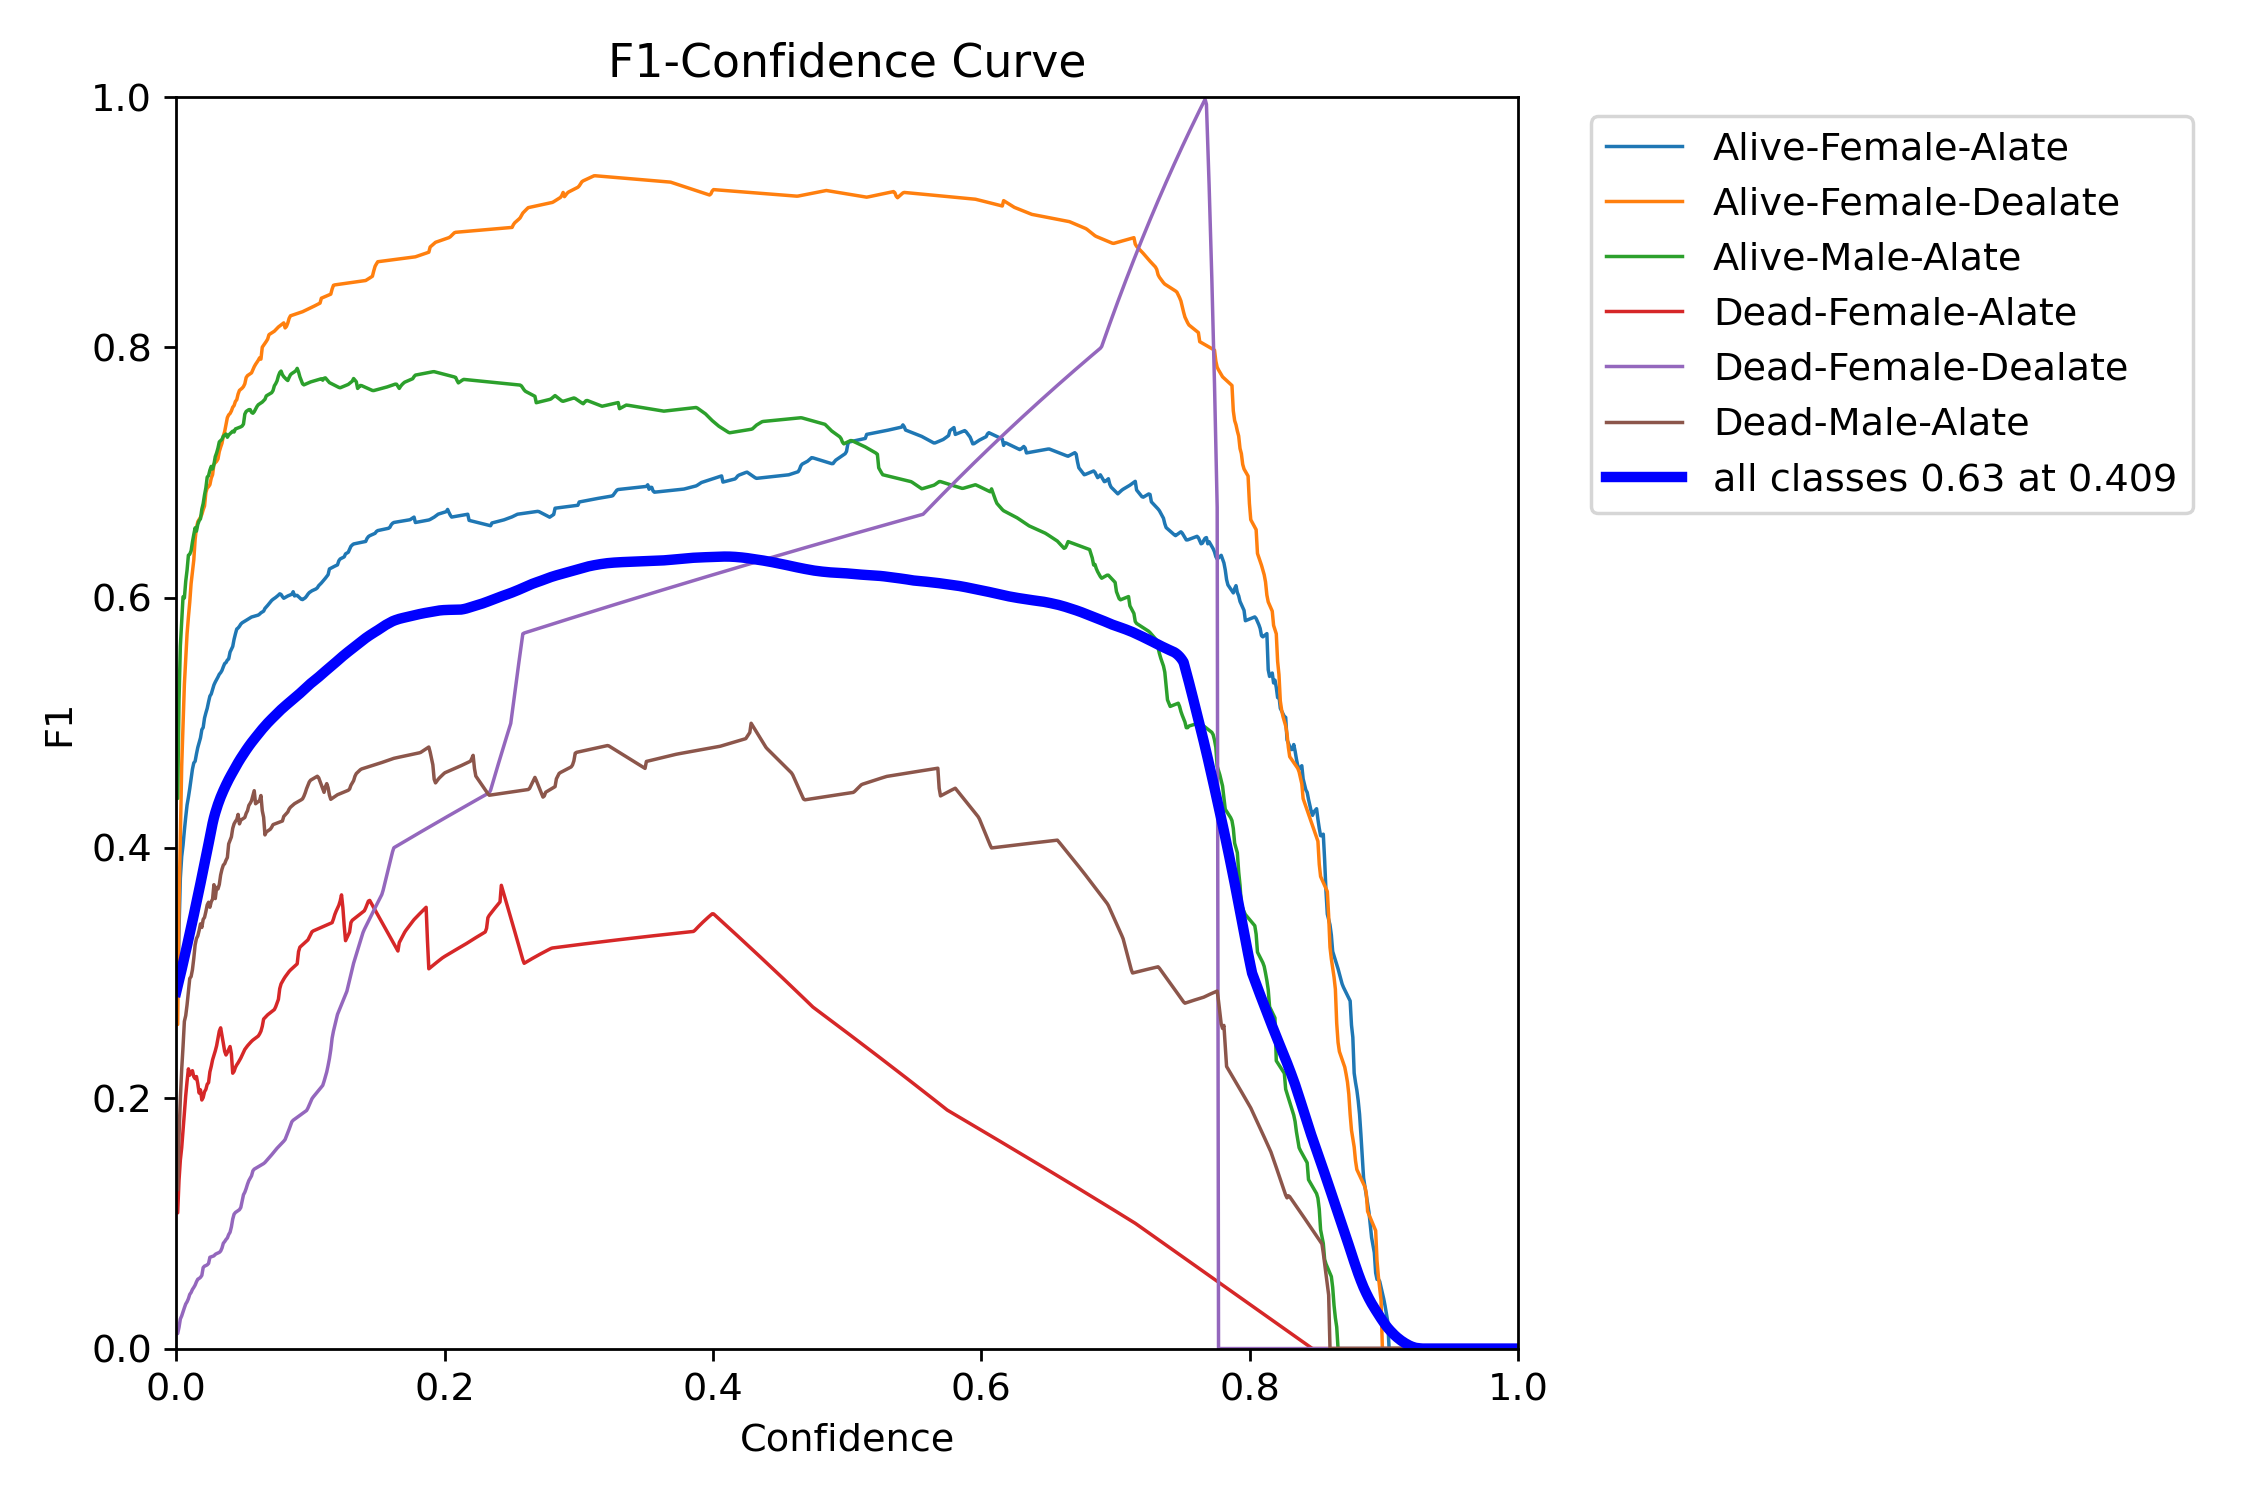 F1-Confidence Curve
1.0
0.8
0.6
0.4
0.2
0.0
F1
0.0 0.2 0.4 0.6 0.8 1.0
Confidence
Alive-Female-Alate
Alive-Female-Dealate
Alive-Male-Alate
Dead-Female-Alate
Dead-Female-Dealate
Dead-Male-Alate
all classes 0.63 at 0.409